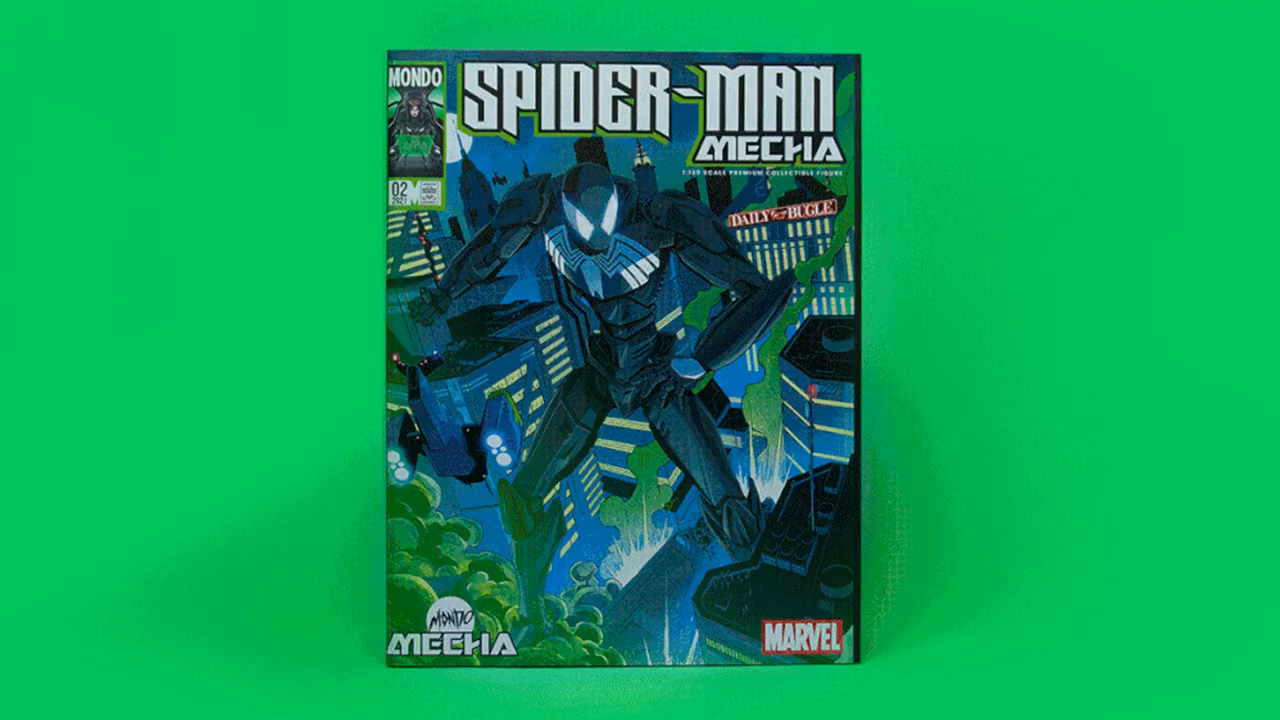 MONDO
SPIDER-MAN
MECHA
1:120 SCALE PREMIUM COLLECTIBLE FIGURE
02
2021
DAILY BUGLE
MONDO
MECHA
MARVEL